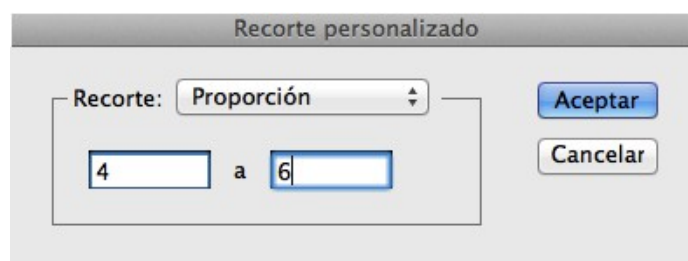 Recorte personalizado
Recorte: Proporción
Aceptar
4 a 6
Cancelar